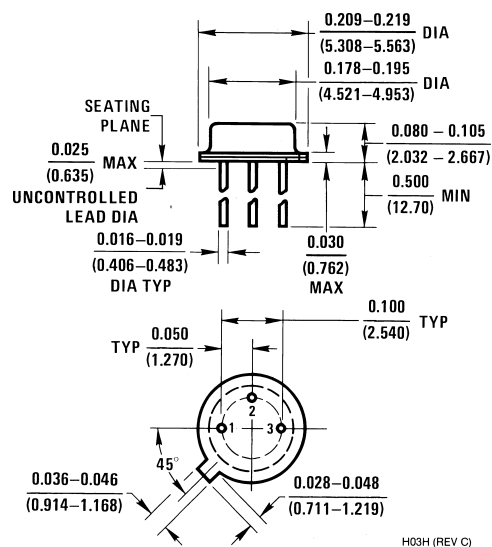 0.209–0.219
(5.308–5.563)
DIA
0.178–0.195
(4.521–4.953)
DIA
SEATING
PLANE
0.025
(0.635)
MAX
UNCONTROLLED
LEAD DIA
0.080 – 0.105
(2.032 – 2.667)
0.500
(12.70)
MIN
0.016–0.019
(0.406–0.483)
DIA TYP
0.030
(0.762)
MAX
0.100
(2.540)
TYP
TYP
0.050
(1.270)
1
2
3
45°
0.036–0.046
(0.914–1.168)
0.028–0.048
(0.711–1.219)
H03H (REV C)